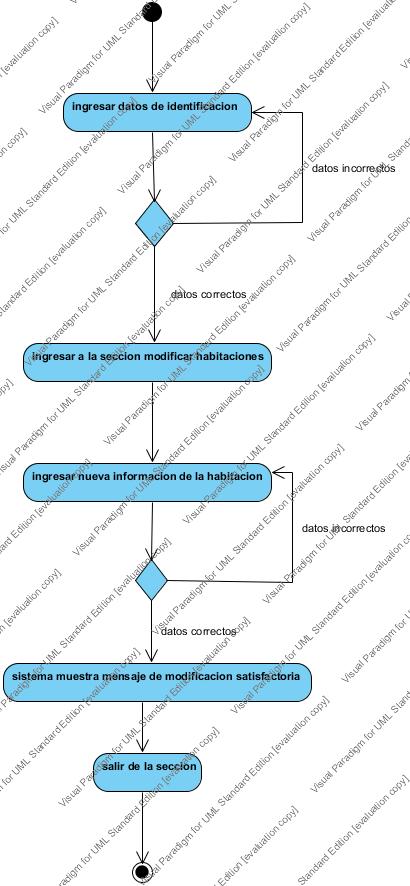 ingresar datos de identificacion
datos incorrectos
datos correctos
ingresar a la seccion modificar habitaciones
ingresar nueva informacion de la habitacion
datos incorrectos
datos correctos
sistema muestra mensaje de modificacion satisfactoria
salir de la seccion
Visual Paradigm for UML Standard Edition [evaluation copy]